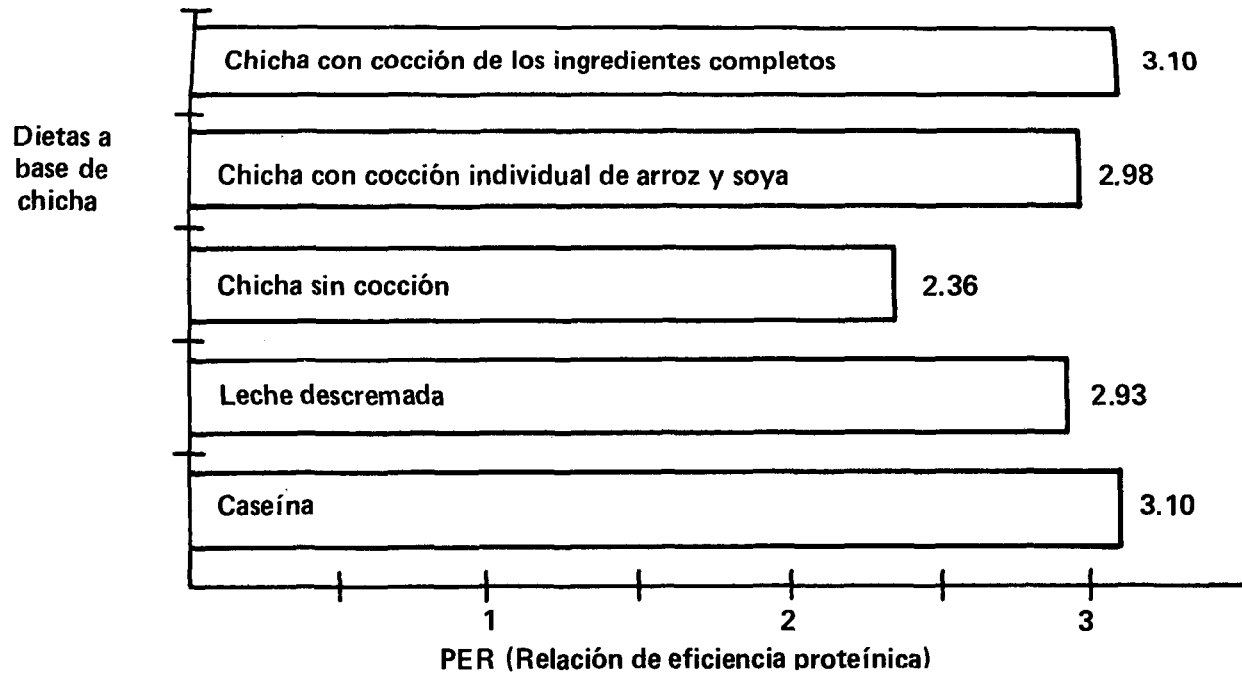 Chicha con cocción de los ingredientes completos 3.10
Dietas a
base de
chicha
Chicha con cocción individual de arroz y soya 2.98
Chicha sin cocción 2.36
Leche descremada 2.93
Caseína 3.10
1 2 3
PER (Relación de eficiencia proteínica)